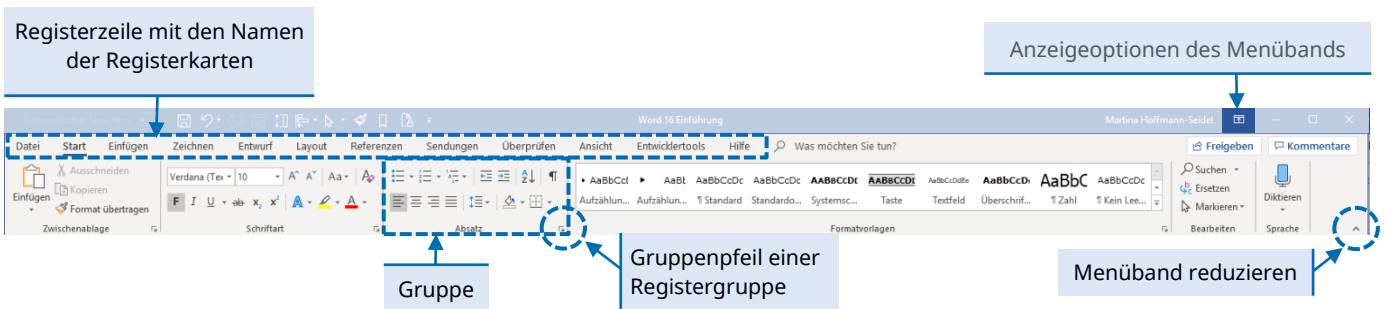 Registerzeile mit den Namen
der Registerkarten
Anzeigeoptionen des Menübands
Word 16 Einführung
Martina Hoffmann-Seidel
Datei Start Einfügen Zeichnen Entwurf Layout Referenzen Sendungen Überprüfen Ansicht Entwicklertools Hilfe Was möchten Sie tun? Freigeben Kommentare
Einfügen
Ausschneiden
Kopieren
Format übertragen
Zwischenablage
Verdana (Tex 10 A A Aa A
F I U ab x₂ x² A A
Schriftart
Absatz
AaBbCcI AaBl AaBbCcDc AaBbCcDc AABBCCDI AABBCCDI AaBbCcDdEe AaBbCcD AaBbC AaBbCcDc
Aufzählun... Aufzählun... ¶ Standard Standardo... Systemsc... Taste Textfeld Überschrif... ¶ Zahl ¶ Kein Lee...
Formatvorlagen
Suchen
Ersetzen
Markieren
Bearbeiten
Diktieren
Sprache
Gruppe
Gruppenpfeil einer
Registergruppe
Menüband reduzieren